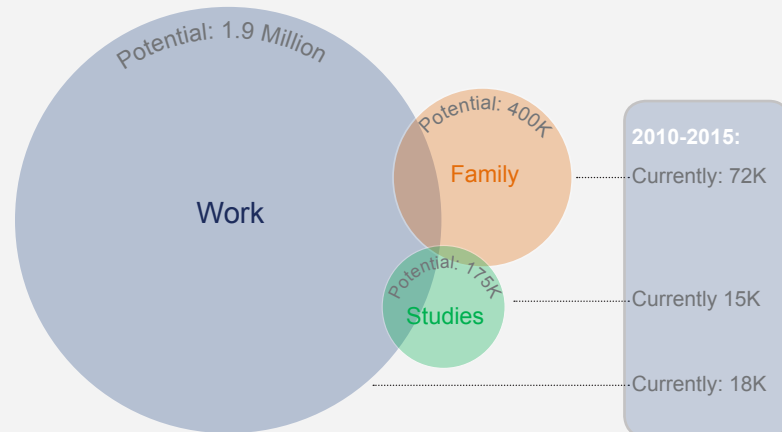 Potential: 1.9 Million
Work
Potential: 400K
Family
Potential: 175K
Studies
2010-2015:
Currently: 72K
Currently 15K
Currently: 18K